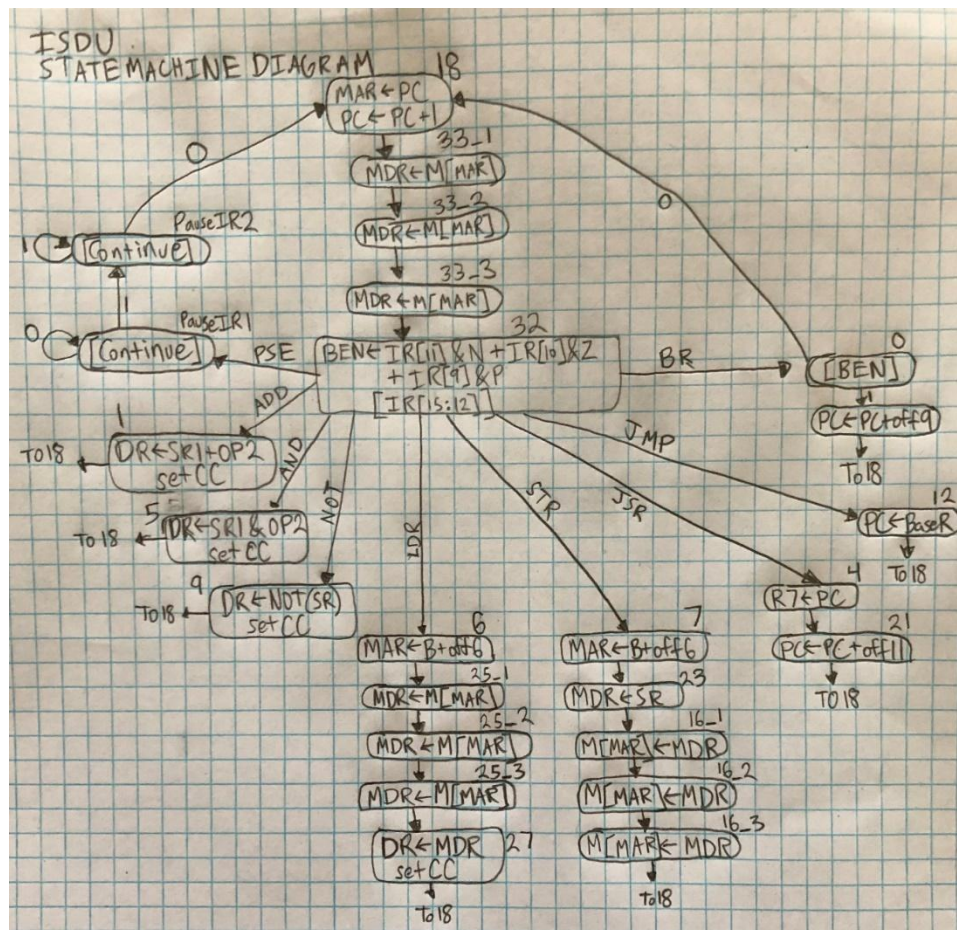 ISDU
STATE MACHINE DIAGRAM
18
MAR←PC
PC←PC+1
33_1
MDR←M[MAR]
33_2
MDR←M[MAR]
33_3
MDR←M[MAR]
0
PauseIR2
1
[Continue]
1
PauseIR1
0
[Continue]
PSE
32
BEN←IR[11]&N+IR[10]&Z
+IR[9]&P
[IR[15:12]]
BR
0
0
[BEN]
1
PC←PC+off9
To18
ADD
1
DR←SR1+OP2
set CC
TO18
AND
5
DR←SR1&OP2
set CC
To 18
NOT
9
DR←NOT(SR)
set CC
To18
LDR
6
MAR←B+off6
25_1
MDR←M[MAR]
25_2
MDR←M[MAR]
25_3
MDR←M[MAR]
27
DR←MDR
set CC
To18
STR
7
MAR←B+off6
23
MDR←SR
16_1
M[MAR]←MDR
16_2
M[MAR]←MDR
16_3
M[MAR]←MDR
To18
JSR
4
R7←PC
21
PC←PC+off11
TO18
JMP
12
PC←BaseR
To18